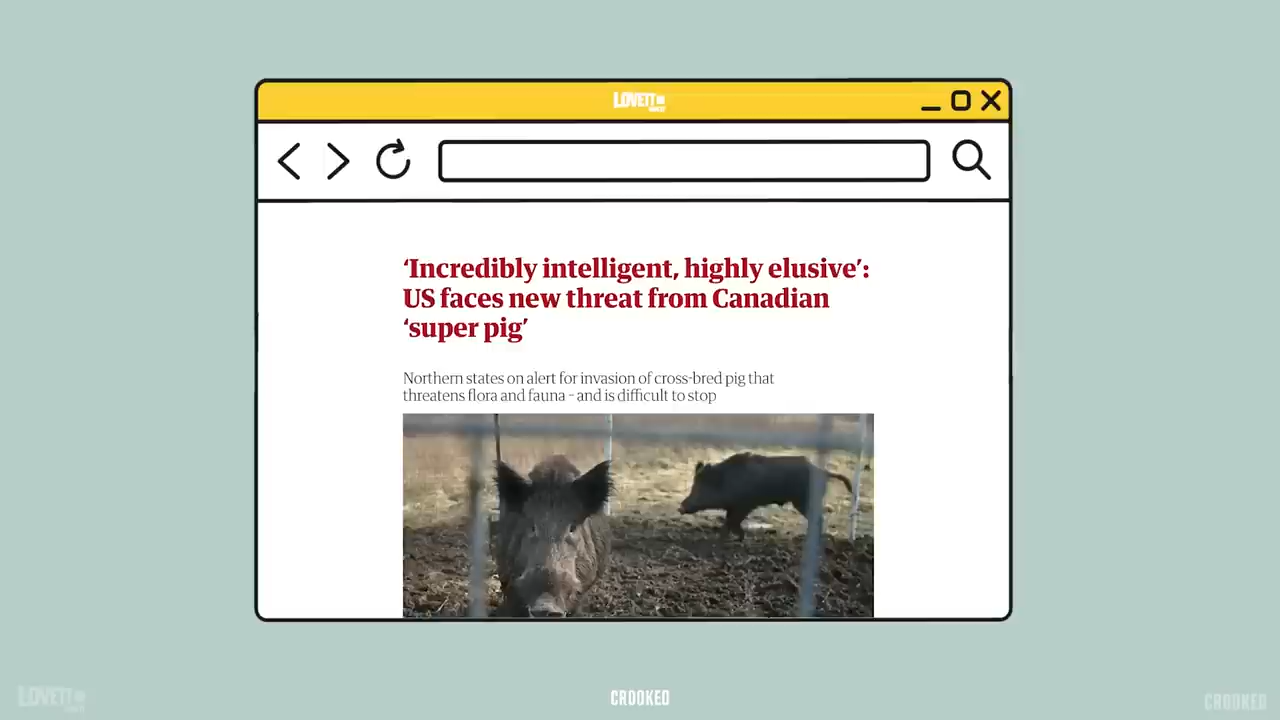 LOVETT
‘Incredibly intelligent, highly elusive’:
US faces new threat from Canadian
‘super pig’
Northern states on alert for invasion of cross-bred pig that
threatens flora and fauna – and is difficult to stop
LOVETT
CROOKED
CROOKED